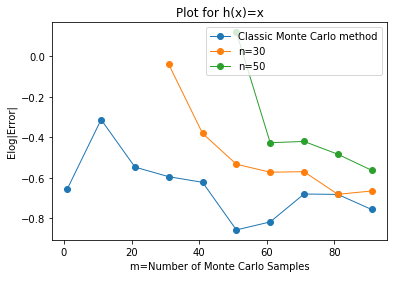 Plot for h(x)=x
Classic Monte Carlo method
n=30
n=50
Elog|Error|
0.0
−0.2
−0.4
−0.6
−0.8
0 20 40 60 80
m=Number of Monte Carlo Samples